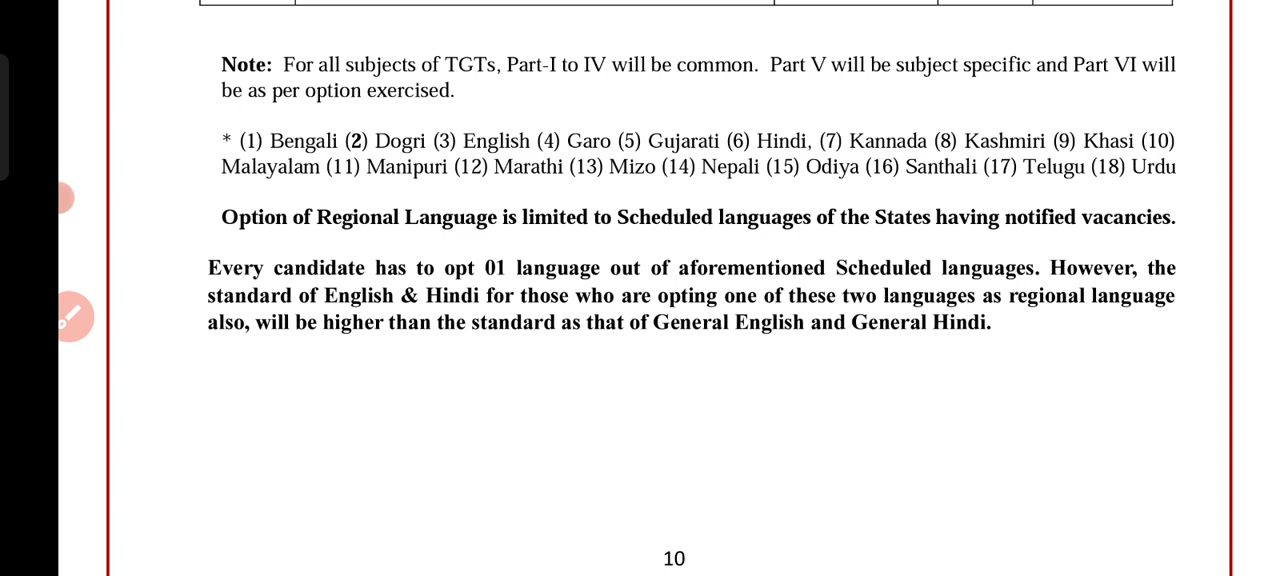 Note: For all subjects of TGTs, Part-I to IV will be common. Part V will be subject specific and Part VI will
be as per option exercised.
* (1) Bengali (2) Dogri (3) English (4) Garo (5) Gujarati (6) Hindi, (7) Kannada (8) Kashmiri (9) Khasi (10)
Malayalam (11) Manipuri (12) Marathi (13) Mizo (14) Nepali (15) Odiya (16) Santhali (17) Telugu (18) Urdu
Option of Regional Language is limited to Scheduled languages of the States having notified vacancies.
Every candidate has to opt 01 language out of aforementioned Scheduled languages. However, the
standard of English & Hindi for those who are opting one of these two languages as regional language
also, will be higher than the standard as that of General English and General Hindi.
10